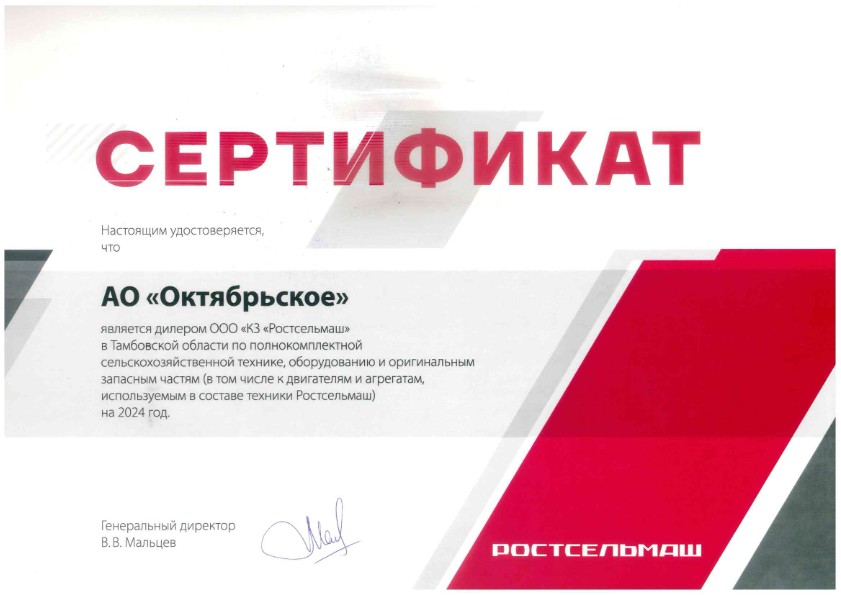 СЕРТИФИКАТ
Настоящим удостоверяется,
что
АО «Октябрьское»
является дилером ООО «КЗ «Ростсельмаш»
в Тамбовской области по полнокомплектной
сельскохозяйственной технике, оборудованию и оригинальным
запасным частям (в том числе к двигателям и агрегатам,
используемым в составе техники Ростсельмаш)
на 2024 год.
Генеральный директор
В.В. Мальцев
РОСТСЕЛЬМАШ